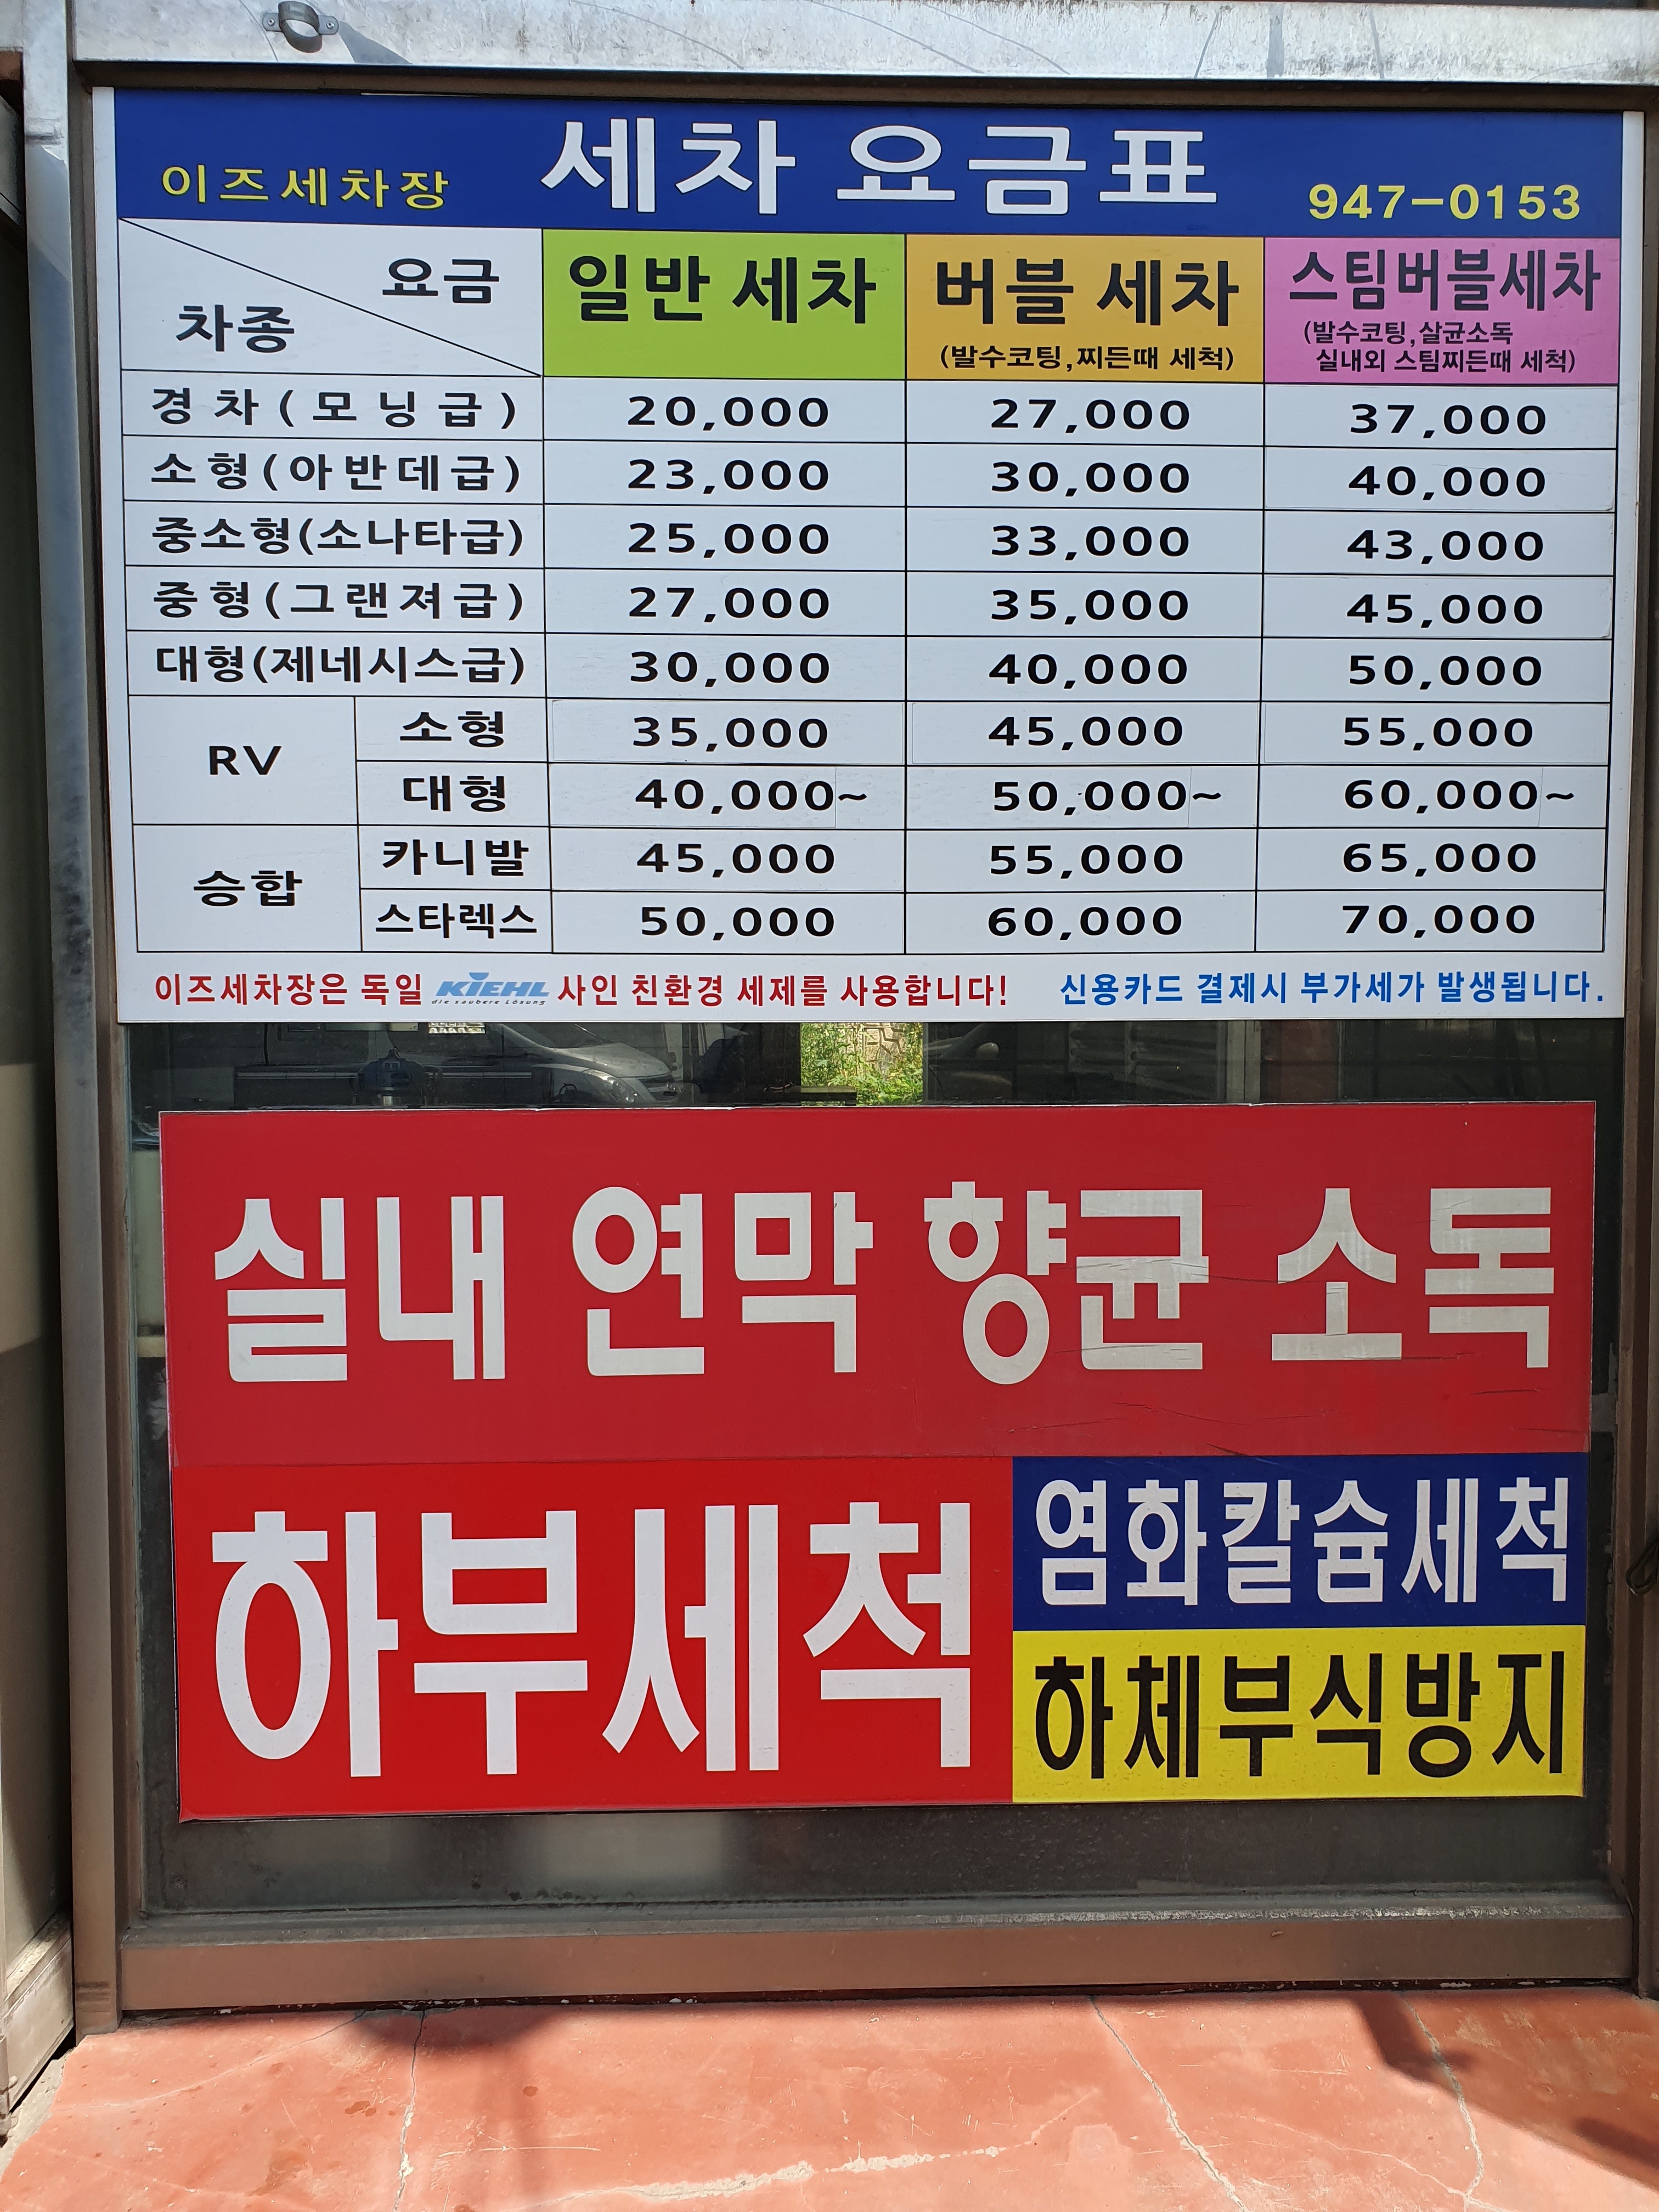 이즈세차장 세차 요금표 947-0153
요금
차종
일반 세차 버블 세차 스팀버블세차
(발수코팅,찌든때 세척) (발수코팅,살균소독
실내외 스팀찌든때 세척)
경차(모닝급) 20,000 27,000 37,000
소형(아반데급) 23,000 30,000 40,000
중소형(소나타급) 25,000 33,000 43,000
중형(그랜져급) 27,000 35,000 45,000
대형(제네시스급) 30,000 40,000 50,000
RV 소형 35,000 45,000 55,000
대형 40,000~ 50,000~ 60,000~
승합 카니발 45,000 55,000 65,000
스타렉스 50,000 60,000 70,000
이즈세차장은 독일 KIEHL die saubere Lösung 사인 친환경 세제를 사용합니다! 신용카드 결제시 부가세가 발생됩니다.
실내 연막 향균 소독
하부세척
염화칼슘세척
하체부식방지